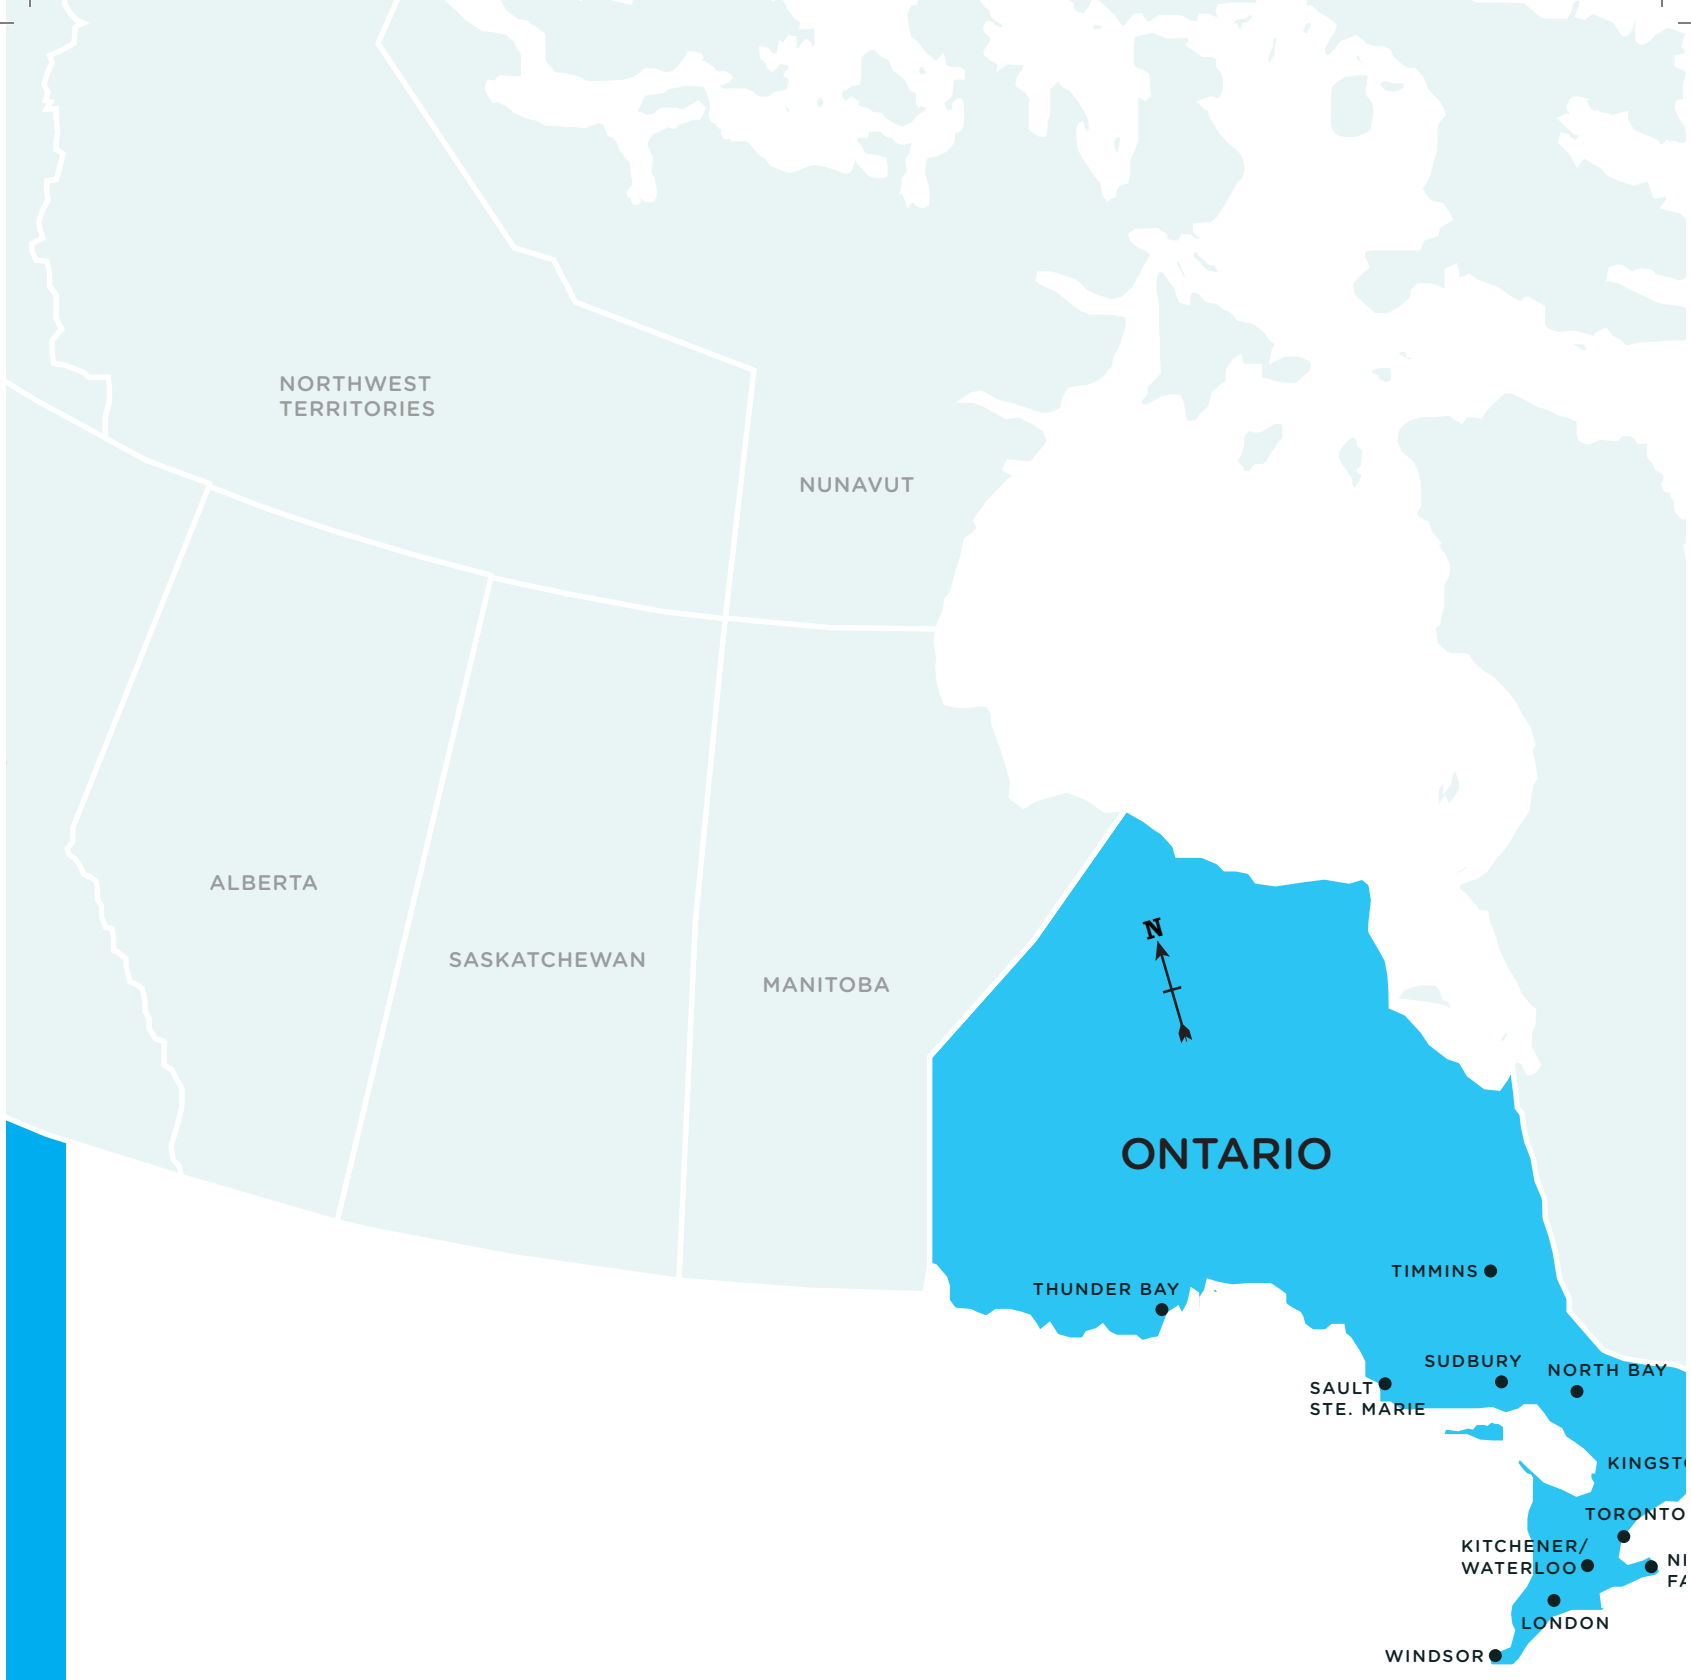 NORTHWEST
TERRITORIES
NUNAVUT
ALBERTA
SASKATCHEWAN
MANITOBA
N
ONTARIO
THUNDER BAY
TIMMINS
SUDBURY
NORTH BAY
SAULT
STE. MARIE
TORONTO
KITCHENER/
WATERLOO
LONDON
WINDSOR